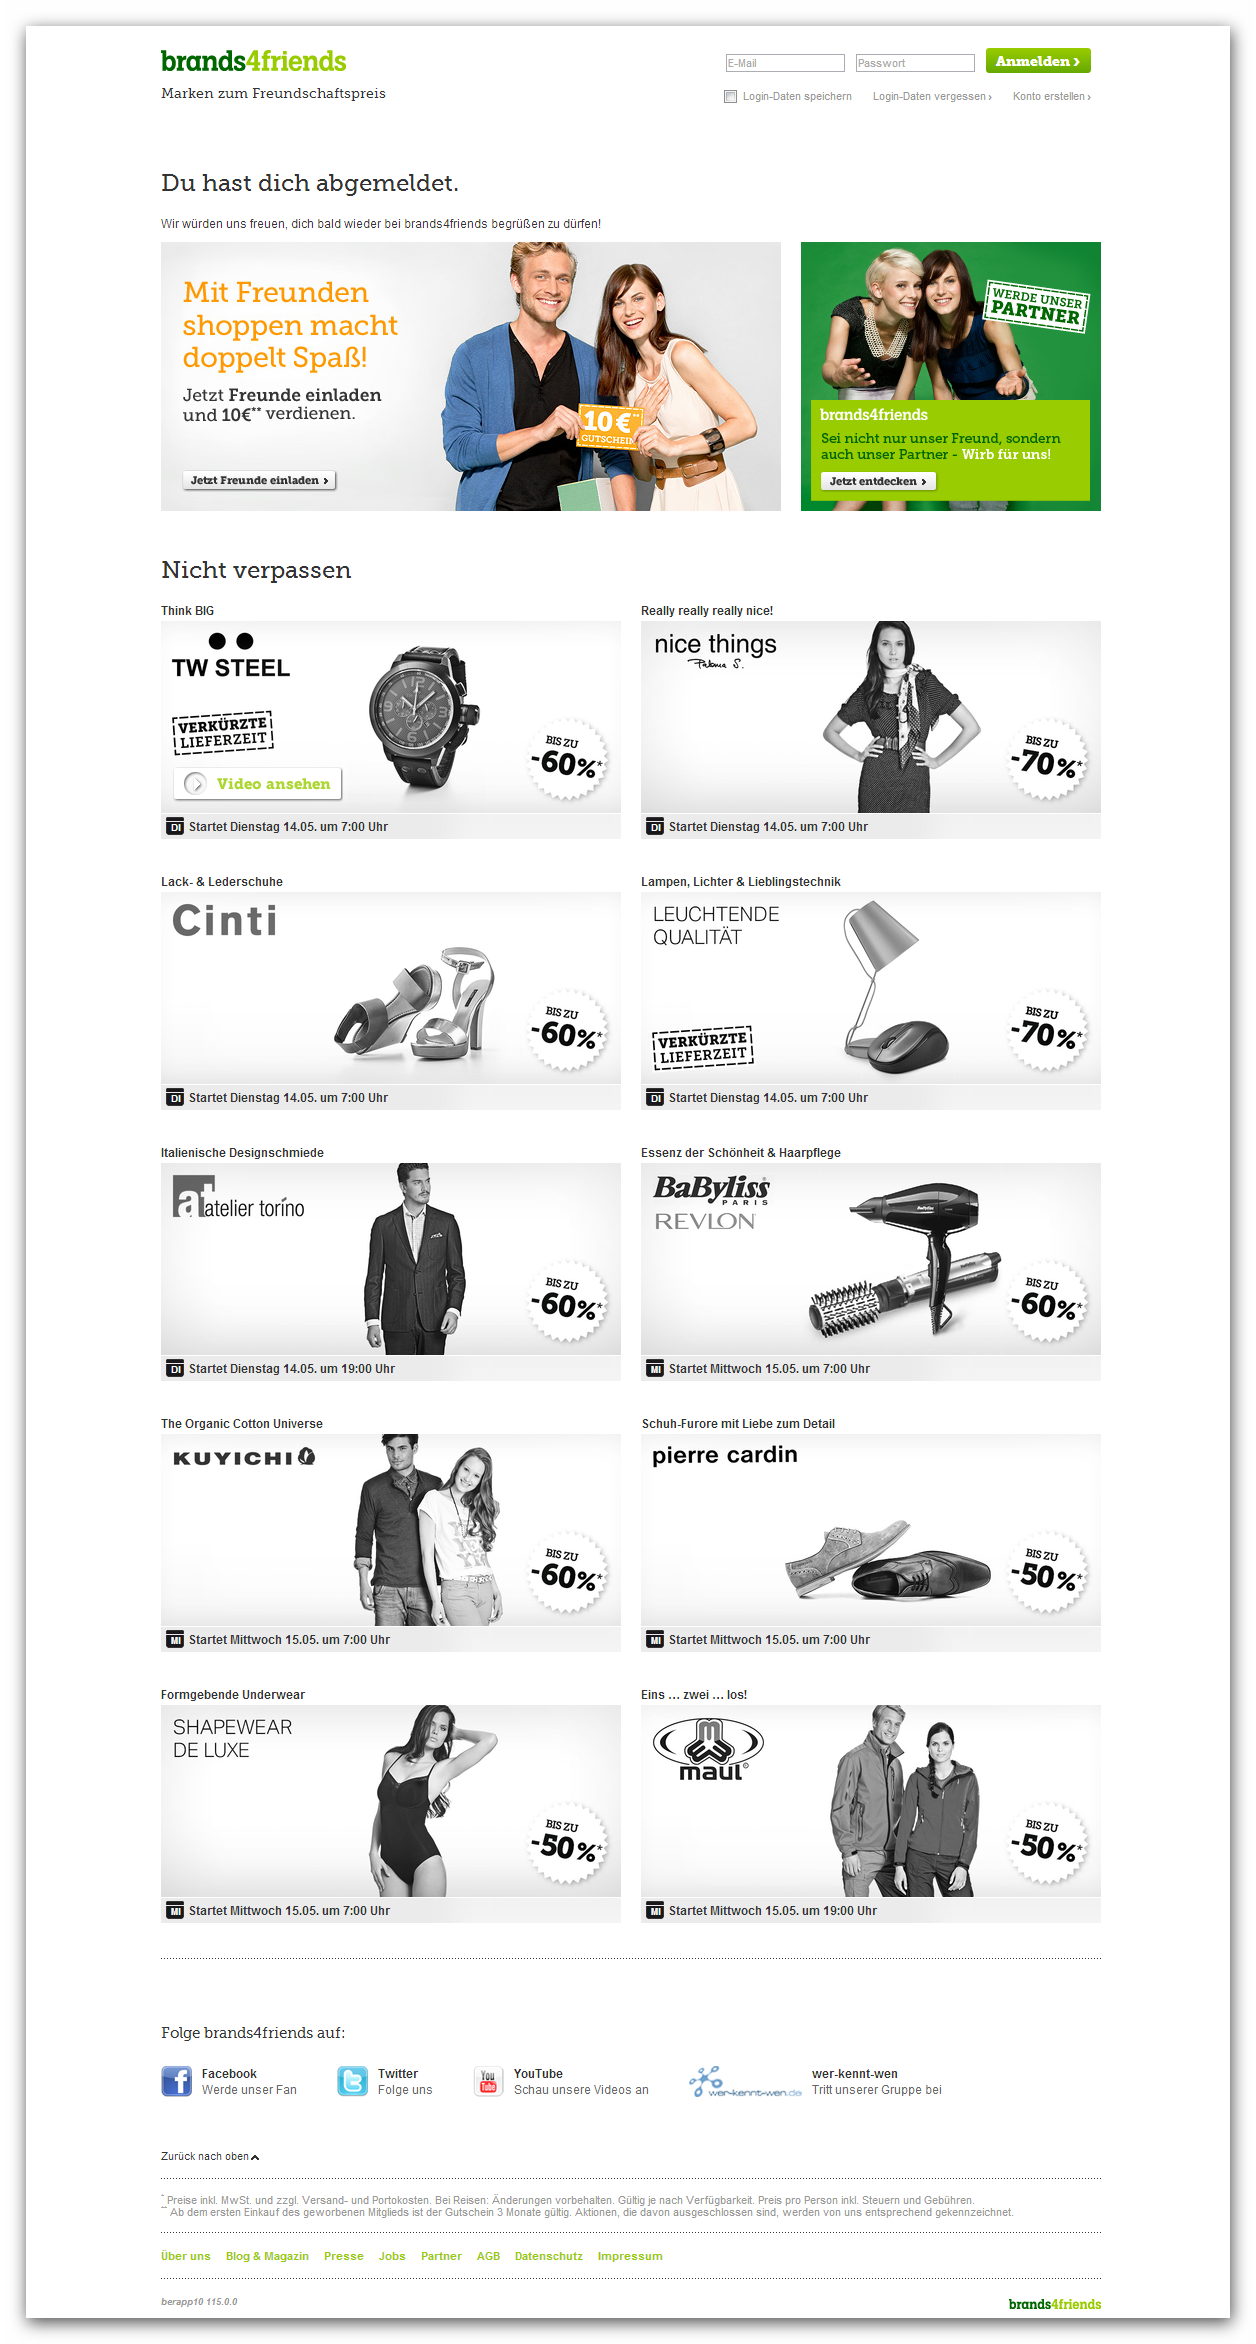 brands4friends
Marken zum Freundschaftspreis
E-Mail
Passwort
Anmelden ›
Login-Daten speichern
Login-Daten vergessen ›
Konto erstellen ›
Du hast dich abgemeldet.
Wir würden uns freuen, dich bald wieder bei brands4friends begrüßen zu dürfen!
Mit Freunden
shoppen macht
doppelt Spaß!
Jetzt Freunde einladen
und 10€** verdienen.
Jetzt Freunde einladen ›
10€**
GUTSCHEIN
WERDE UNSER
PARTNER
brands4friends
Sei nicht nur unser Freund, sondern
auch unser Partner - Wirb für uns!
Jetzt entdecken ›
Nicht verpassen
Think BIG
TW STEEL
VERKÜRZTE
LIEFERZEIT
Video ansehen
BIS ZU
-60%*
DI Startet Dienstag 14.05. um 7:00 Uhr
Really really really nice!
nice things
Paloma S.
BIS ZU
-70%*
DI Startet Dienstag 14.05. um 7:00 Uhr
Lack- & Lederschuhe
Cinti
BIS ZU
-60%*
DI Startet Dienstag 14.05. um 7:00 Uhr
Lampen, Lichter & Lieblingstechnik
LEUCHTENDE
QUALITÄT
VERKÜRZTE
LIEFERZEIT
BIS ZU
-70%*
DI Startet Dienstag 14.05. um 7:00 Uhr
Italienische Designschmiede
at atelier torino
BIS ZU
-60%*
DI Startet Dienstag 14.05. um 19:00 Uhr
Essenz der Schönheit & Haarpflege
BaByliss
PARIS
REVLON
BIS ZU
-60%*
MI Startet Mittwoch 15.05. um 7:00 Uhr
The Organic Cotton Universe
KUYICHI
BIS ZU
-60%*
MI Startet Mittwoch 15.05. um 7:00 Uhr
Schuh-Furore mit Liebe zum Detail
pierre cardin
BIS ZU
-50%*
MI Startet Mittwoch 15.05. um 7:00 Uhr
Formgebende Underwear
SHAPEWEAR
DE LUXE
BIS ZU
-50%*
MI Startet Mittwoch 15.05. um 7:00 Uhr
Eins ... zwei ... los!
maul®
BIS ZU
-50%*
MI Startet Mittwoch 15.05. um 19:00 Uhr
Folge brands4friends auf:
Facebook
Werde unser Fan
Twitter
Folge uns
You
Tube
YouTube
Schau unsere Videos an
wer-kennt-wen.de
wer-kennt-wen
Tritt unserer Gruppe bei
Zurück nach oben
* Preise inkl. MwSt. und zzgl. Versand- und Portokosten. Bei Reisen: Änderungen vorbehalten. Gültig je nach Verfügbarkeit. Preis pro Person inkl. Steuern und Gebühren.
** Ab dem ersten Einkauf des geworbenen Mitglieds ist der Gutschein 3 Monate gültig. Aktionen, die davon ausgeschlossen sind, werden von uns entsprechend gekennzeichnet.
Über uns Blog & Magazin Presse Jobs Partner AGB Datenschutz Impressum
berapp10 115.0.0
brands4friends